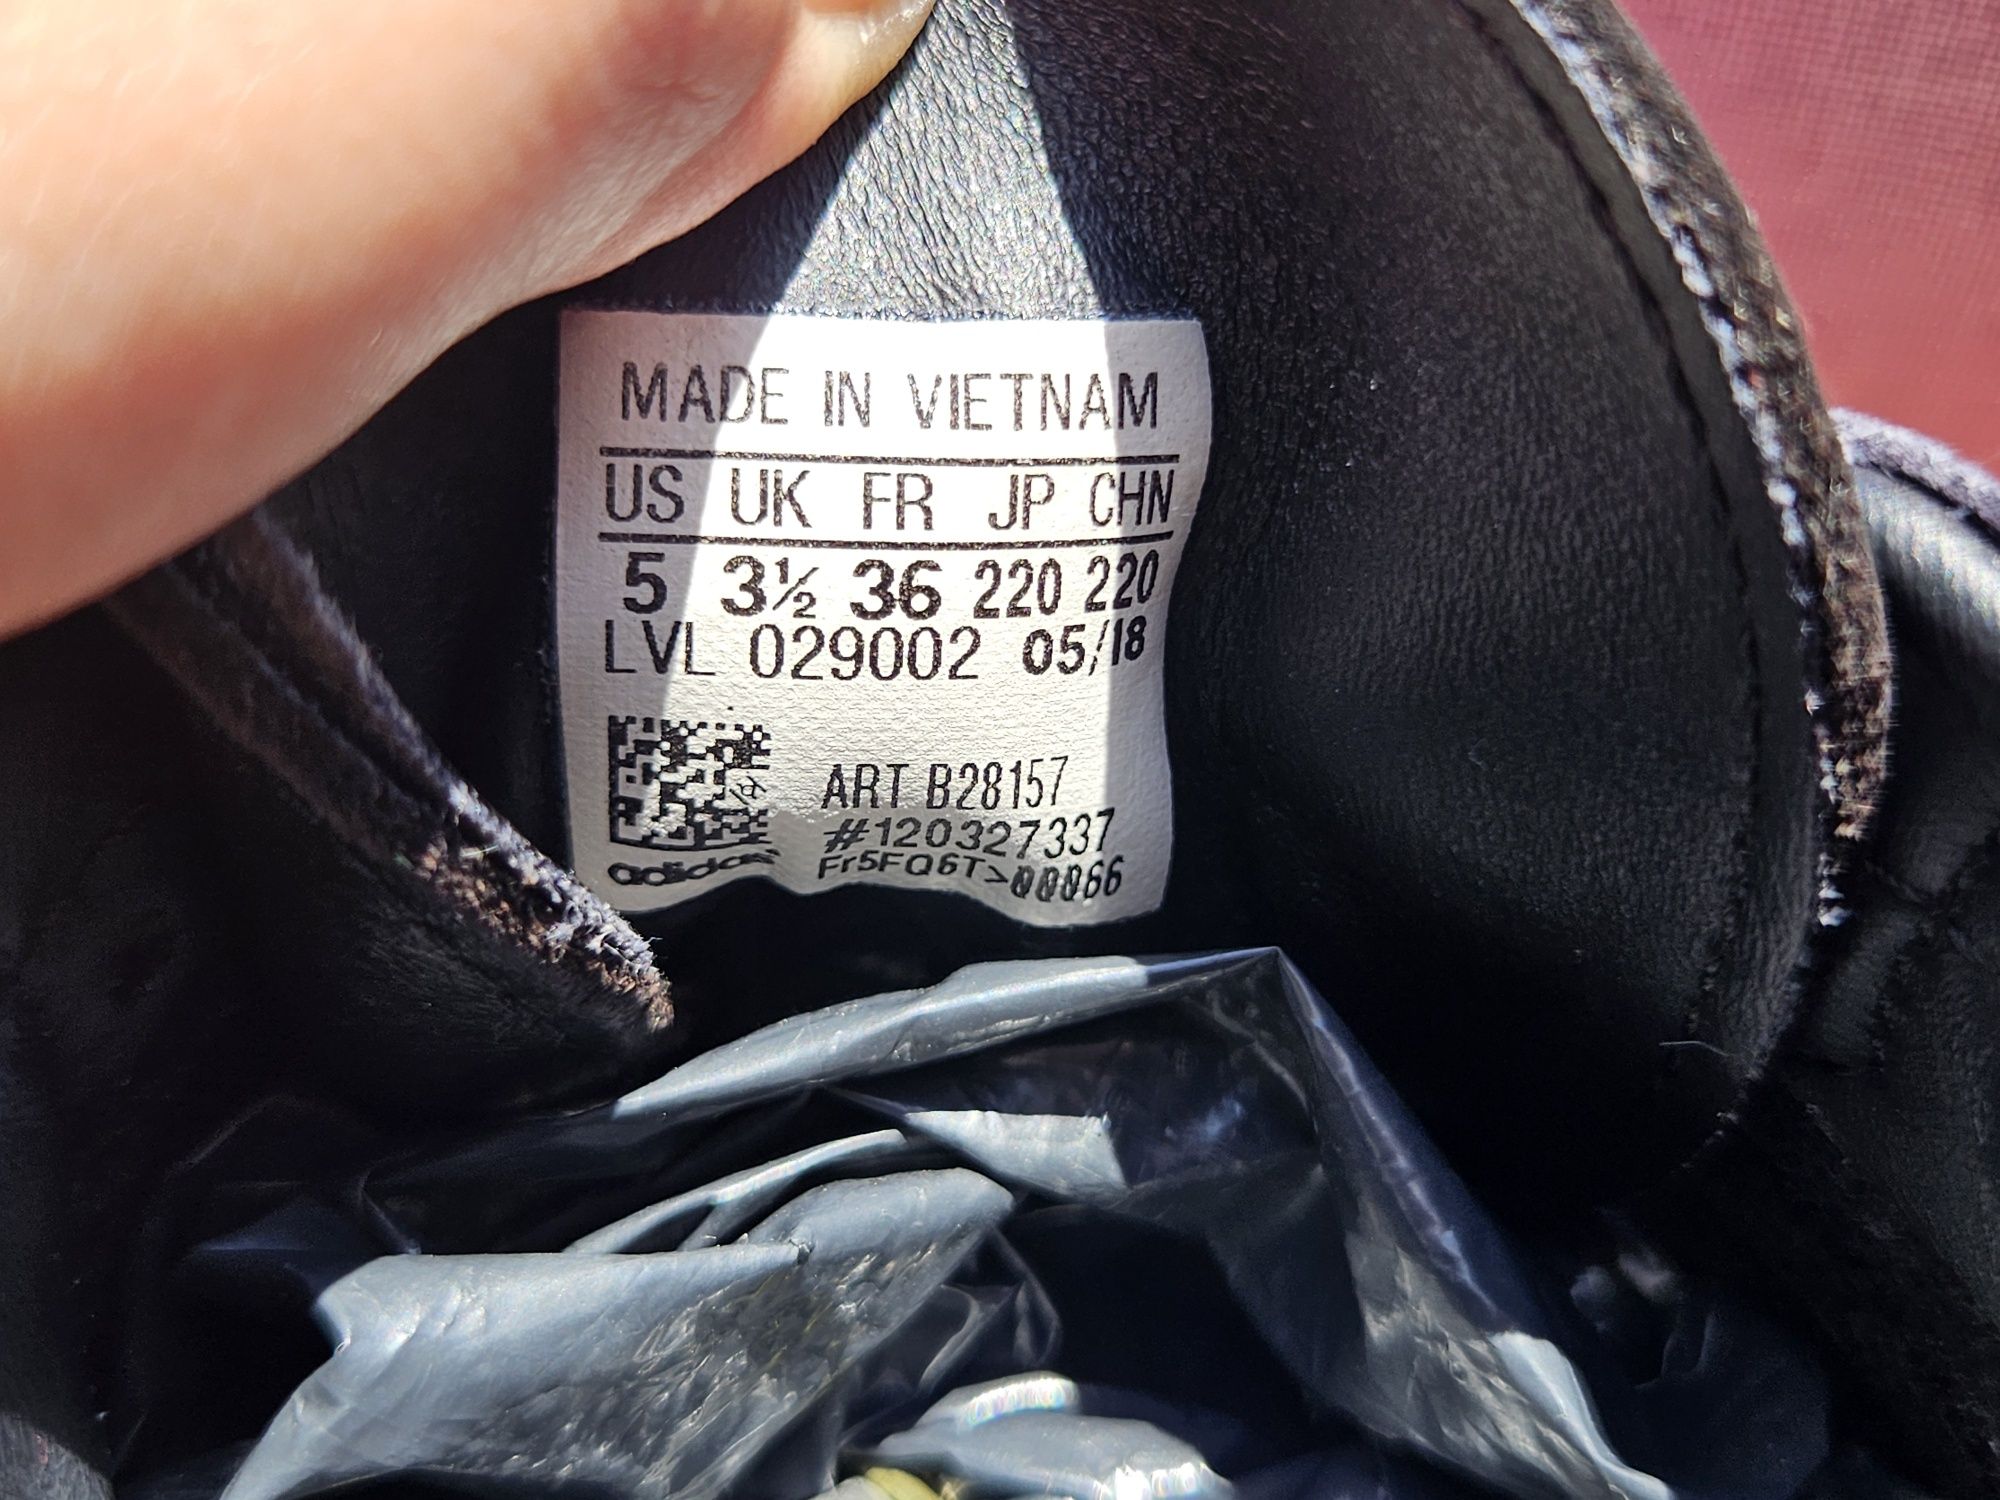 MADE IN VIETNAM
US UK FR JP CHN
5 3½ 36 220 220
LVL 029002 05/18
ART B28157
#120327337
adidas Fr5FQ6T>00066